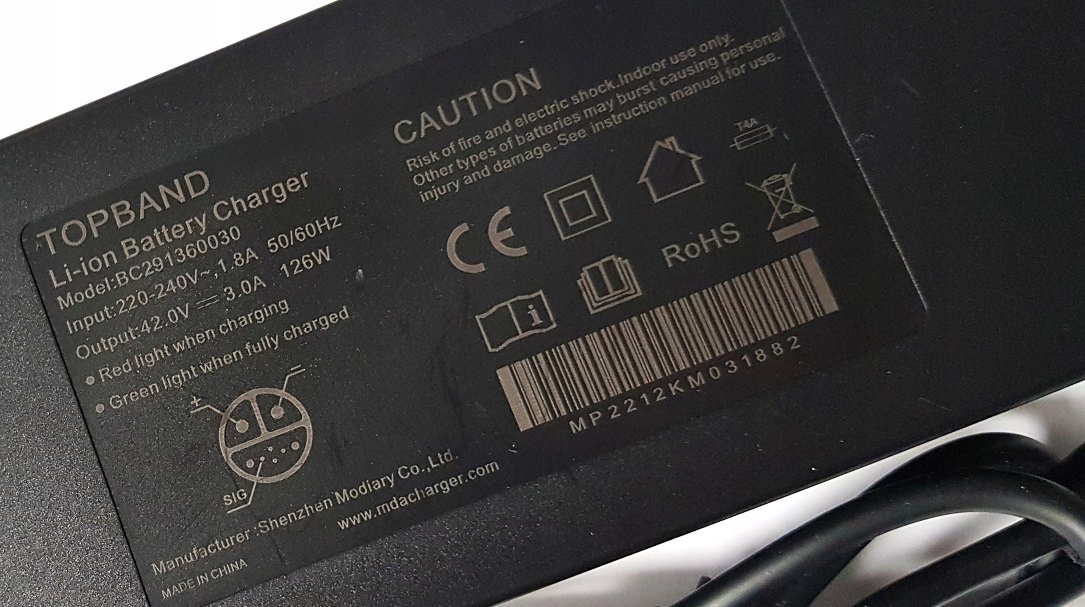 TOPBAND
Li-ion Battery Charger
Model:BC291360030
Input:220-240V~,1.8A 50/60Hz
Output:42.0V ⎓ 3.0A 126W
• Red light when charging
• Green light when fully charged
+ −
SIG
Manufacturer :Shenzhen Modiary Co.,Ltd.
www.mdacharger.com
MADE IN CHINA
CAUTION
Risk of fire and electric shock.Indoor use only.
Other types of batteries may burst causing personal
injury and damage. See instruction manual for use.
T4A
CE
i
RoHS
MP2212KM031882